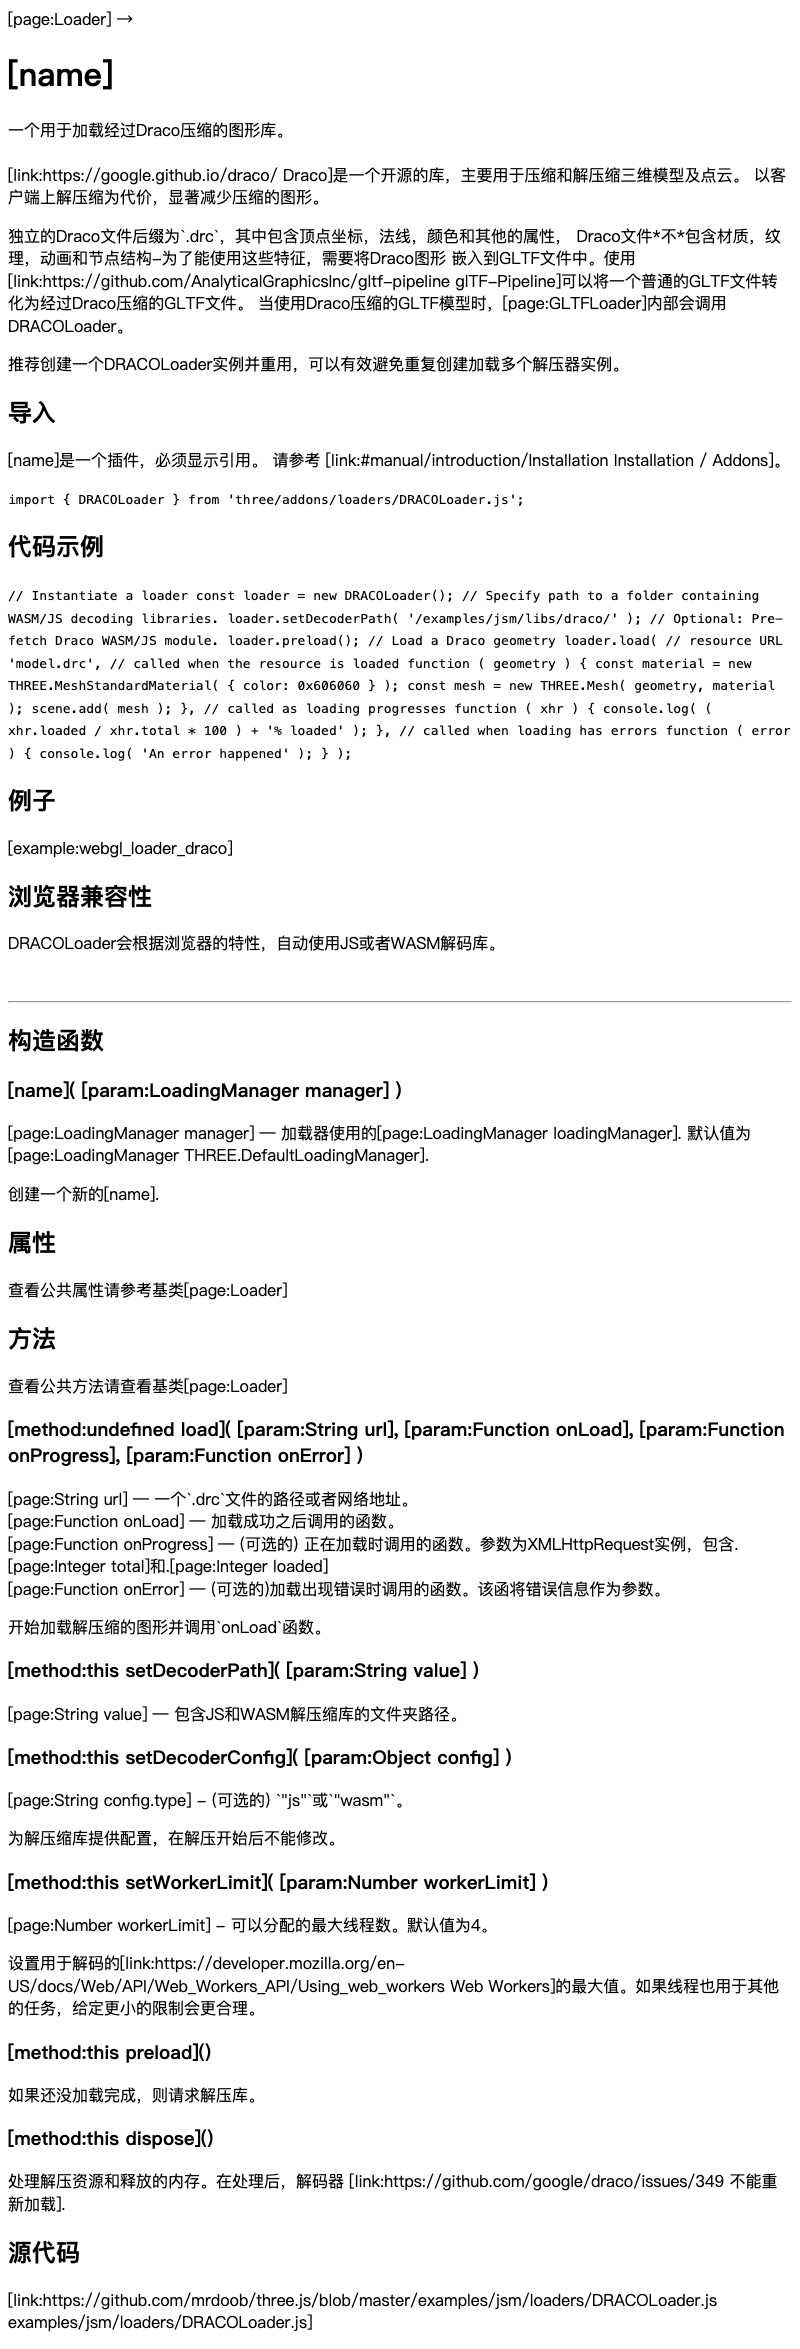 [page:Loader] →
[name]
一个用于加载经过Draco压缩的图形库。
[link:https://google.github.io/draco/ Draco]是一个开源的库，主要用于压缩和解压缩三维模型及点云。 以客
户端上解压缩为代价，显著减少压缩的图形。
独立的Draco文件后缀为`.drc`，其中包含顶点坐标，法线，颜色和其他的属性， Draco文件*不*包含材质，纹
理，动画和节点结构-为了能使用这些特征，需要将Draco图形 嵌入到GLTF文件中。使用
[link:https://github.com/AnalyticalGraphicsInc/gltf-pipeline glTF-Pipeline]可以将一个普通的GLTF文件转
化为经过Draco压缩的GLTF文件。 当使用Draco压缩的GLTF模型时，[page:GLTFLoader]内部会调用
DRACOLoader。
推荐创建一个DRACOLoader实例并重用，可以有效避免重复创建加载多个解压器实例。
导入
[name]是一个插件，必须显示引用。 请参考 [link:#manual/introduction/Installation Installation / Addons]。
import { DRACOLoader } from 'three/addons/loaders/DRACOLoader.js';
代码示例
// Instantiate a loader const loader = new DRACOLoader(); // Specify path to a folder containing
WASM/JS decoding libraries. loader.setDecoderPath( '/examples/jsm/libs/draco/' ); // Optional: Pre-
fetch Draco WASM/JS module. loader.preload(); // Load a Draco geometry loader.load( // resource URL
'model.drc', // called when the resource is loaded function ( geometry ) { const material = new
THREE.MeshStandardMaterial( { color: 0x606060 } ); const mesh = new THREE.Mesh( geometry, material
); scene.add( mesh ); }, // called as loading progresses function ( xhr ) { console.log( (
xhr.loaded / xhr.total * 100 ) + '% loaded' ); }, // called when loading has errors function ( error
) { console.log( 'An error happened' ); } );
例子
[example:webgl_loader_draco]
浏览器兼容性
DRACOLoader会根据浏览器的特性，自动使用JS或者WASM解码库。
构造函数
[name]( [param:LoadingManager manager] )
[page:LoadingManager manager] — 加载器使用的[page:LoadingManager loadingManager]. 默认值为
[page:LoadingManager THREE.DefaultLoadingManager].
创建一个新的[name].
属性
查看公共属性请参考基类[page:Loader]
方法
查看公共方法请查看基类[page:Loader]
[method:undefined load]( [param:String url], [param:Function onLoad], [param:Function
onProgress], [param:Function onError] )
[page:String url] — 一个`.drc`文件的路径或者网络地址。
[page:Function onLoad] — 加载成功之后调用的函数。
[page:Function onProgress] — (可选的) 正在加载时调用的函数。参数为XMLHttpRequest实例，包含.
[page:Integer total]和.[page:Integer loaded]
[page:Function onError] — (可选的)加载出现错误时调用的函数。该函将错误信息作为参数。
开始加载解压缩的图形并调用`onLoad`函数。
[method:this setDecoderPath]( [param:String value] )
[page:String value] — 包含JS和WASM解压缩库的文件夹路径。
[method:this setDecoderConfig]( [param:Object config] )
[page:String config.type] - (可选的) `"js"`或`"wasm"`。
为解压缩库提供配置，在解压开始后不能修改。
[method:this setWorkerLimit]( [param:Number workerLimit] )
[page:Number workerLimit] - 可以分配的最大线程数。默认值为4。
设置用于解码的[link:https://developer.mozilla.org/en-
US/docs/Web/API/Web_Workers_API/Using_web_workers Web Workers]的最大值。如果线程也用于其他
的任务，给定更小的限制会更合理。
[method:this preload]()
如果还没加载完成，则请求解压库。
[method:this dispose]()
处理解压资源和释放的内存。在处理后，解码器 [link:https://github.com/google/draco/issues/349 不能重
新加载].
源代码
[link:https://github.com/mrdoob/three.js/blob/master/examples/jsm/loaders/DRACOLoader.js
examples/jsm/loaders/DRACOLoader.js]